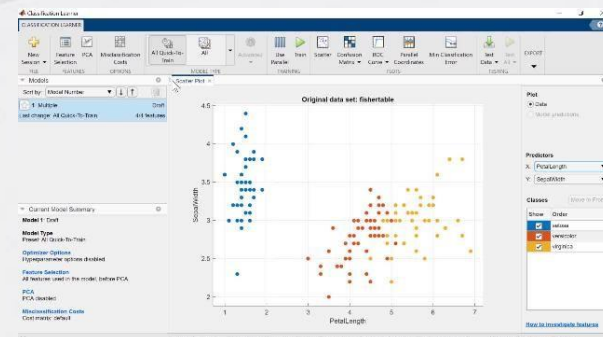 Classification Learner
CLASSIFICATION LEARNER
New Session
Feature Selection
PCA
Misclassification Costs
All Quick-To-Train
All
Use Parallel
Train
Scatter
Confusion Matrix
ROC Curve
Parallel Coordinates
Min Classification Error
Test Data
Test All
EXPORT
FILE
FEATURES
OPTIONS
MODEL TYPE
TRAINING
PLOTS
TESTING
Models
Sort by: Model Number
1 Multiple
Draft
Last change: All Quick-To-Train
4/4 features
Current Model Summary
Model 1: Draft
Model Type
Preset: All Quick-To-Train
Optimizer Options
Hyperparameter options disabled
Feature Selection
All features used in the model, before PCA
PCA
PCA disabled
Misclassification Costs
Cost matrix: default
Scatter Plot
Original data set: fishertable
4.5
4
3.5
3
2.5
2
SepalWidth
1
2
3
4
5
6
7
PetalLength
Plot
Data
Model predictions
Predictors
X: PetalLength
Y: SepalWidth
Classes
Show
Order
setosa
versicolor
virginica
How to investigate features